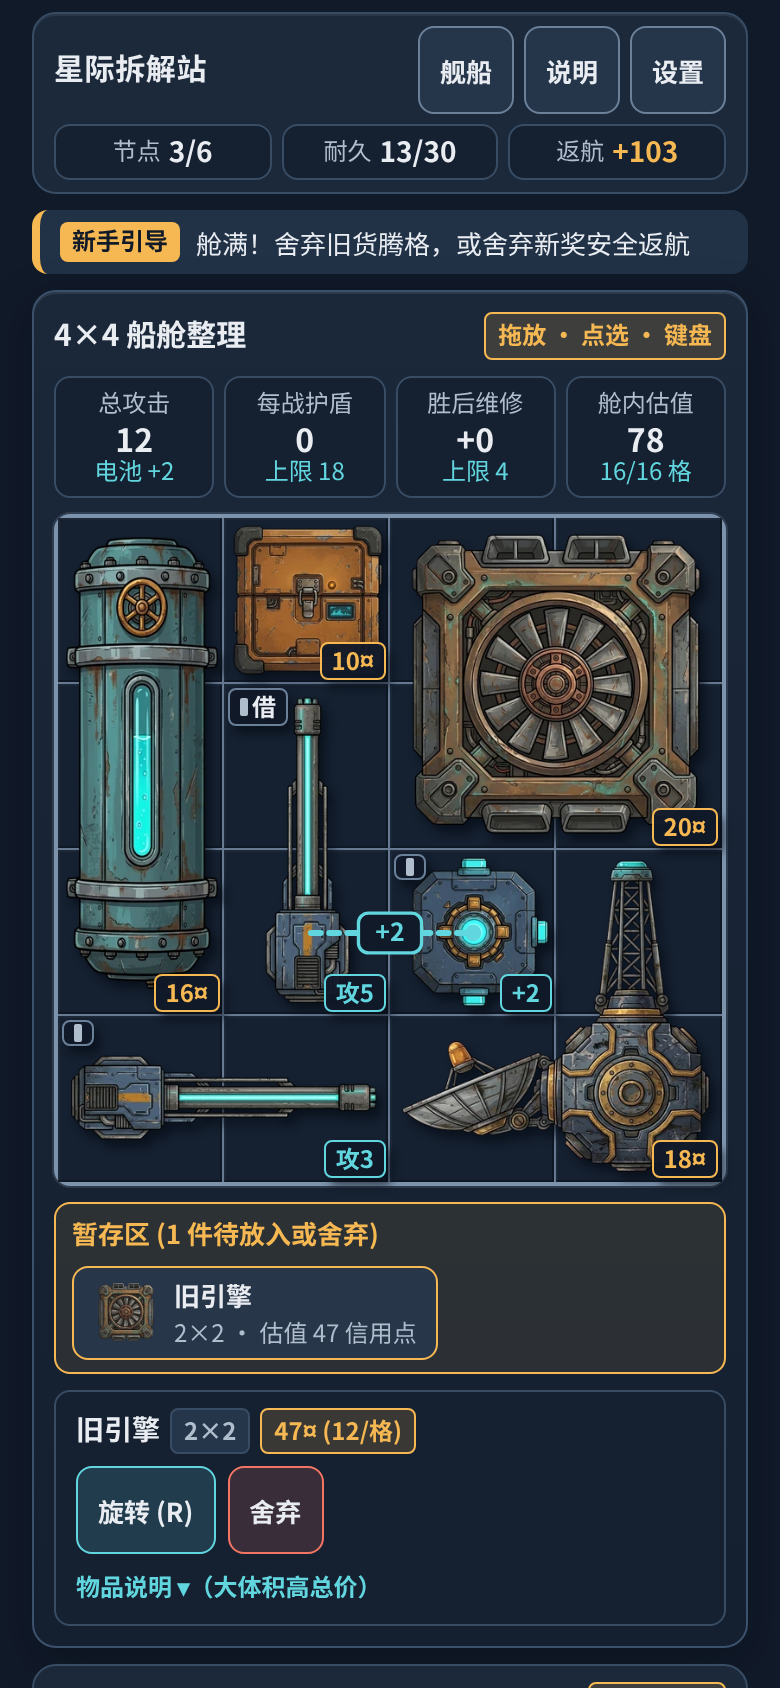 星际拆解站
舰船
说明
设置
节点 3/6
耐久 13/30
返航 +103
新手引导 舱满！舍弃旧货腾格，或舍弃新奖安全返航
4×4 船舱整理
拖放 · 点选 · 键盘
总攻击
12
电池 +2
每战护盾
0
上限 18
胜后维修
+0
上限 4
舱内估值
78
16/16 格
10¤
借
20¤
+2
16¤
攻5
+2
攻3
18¤
暂存区 (1 件待放入或舍弃)
旧引擎
2×2 · 估值 47 信用点
旧引擎 2×2 47¤ (12/格)
旋转 (R)
舍弃
物品说明 ▾（大体积高总价）